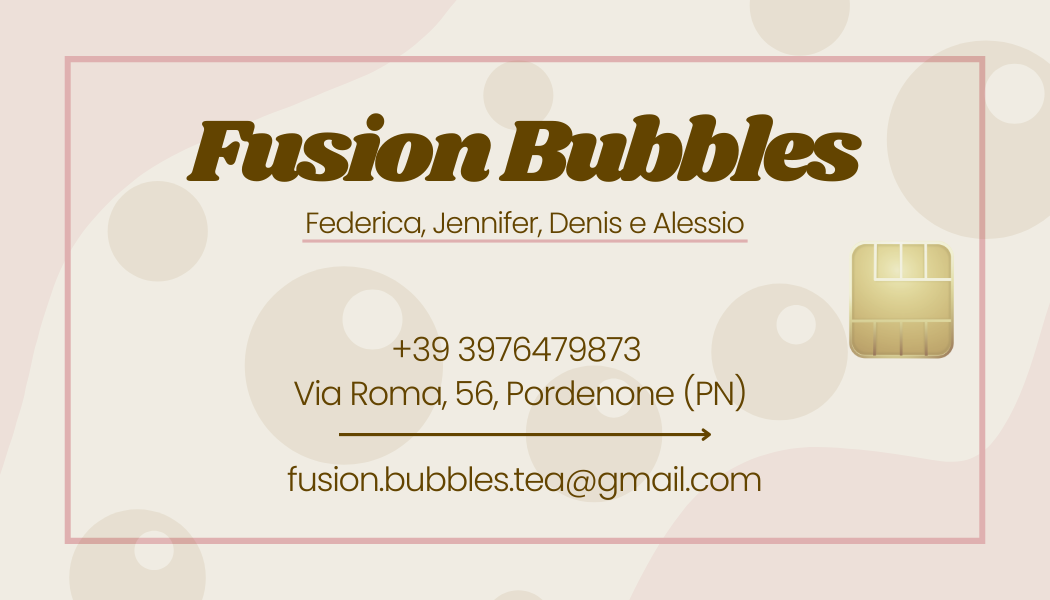 Fusion Bubbles
Federica, Jennifer, Denis e Alessio
+39 3976479873
Via Roma, 56, Pordenone (PN)
fusion.bubbles.tea@gmail.com